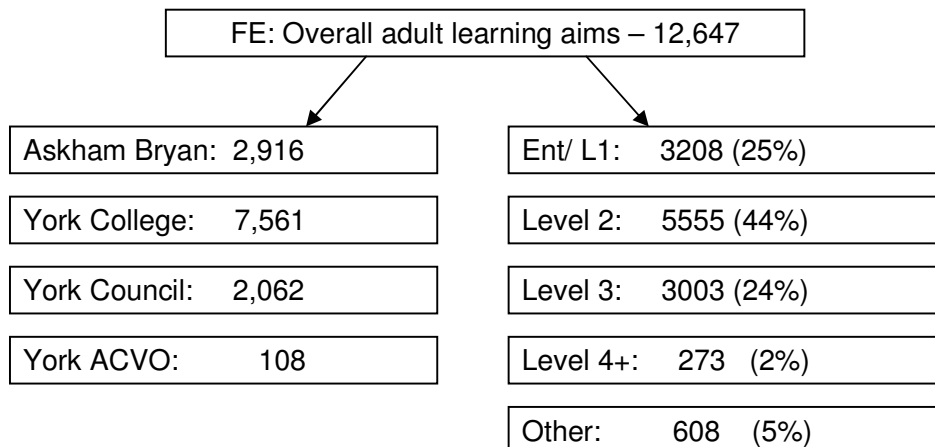 FE: Overall adult learning aims – 12,647
Askham Bryan: 2,916
York College: 7,561
York Council: 2,062
York ACVO: 108
Ent/ L1: 3208 (25%)
Level 2: 5555 (44%)
Level 3: 3003 (24%)
Level 4+: 273 (2%)
Other: 608 (5%)